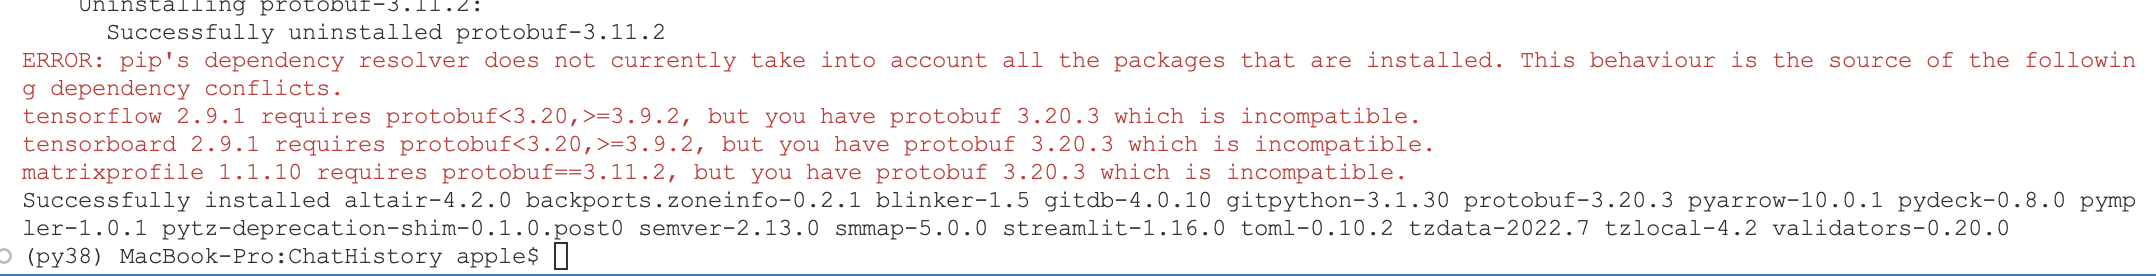 Uninstalling protobuf-3.11.2:
Successfully uninstalled protobuf-3.11.2
ERROR: pip's dependency resolver does not currently take into account all the packages that are installed. This behaviour is the source of the followin
g dependency conflicts.
tensorflow 2.9.1 requires protobuf<3.20,>=3.9.2, but you have protobuf 3.20.3 which is incompatible.
tensorboard 2.9.1 requires protobuf<3.20,>=3.9.2, but you have protobuf 3.20.3 which is incompatible.
matrixprofile 1.1.10 requires protobuf==3.11.2, but you have protobuf 3.20.3 which is incompatible.
Successfully installed altair-4.2.0 backports.zoneinfo-0.2.1 blinker-1.5 gitdb-4.0.10 gitpython-3.1.30 protobuf-3.20.3 pyarrow-10.0.1 pydeck-0.8.0 pymp
ler-1.0.1 pytz-deprecation-shim-0.1.0.post0 semver-2.13.0 smmap-5.0.0 streamlit-1.16.0 toml-0.10.2 tzdata-2022.7 tzlocal-4.2 validators-0.20.0
(py38) MacBook-Pro:ChatHistory apple$